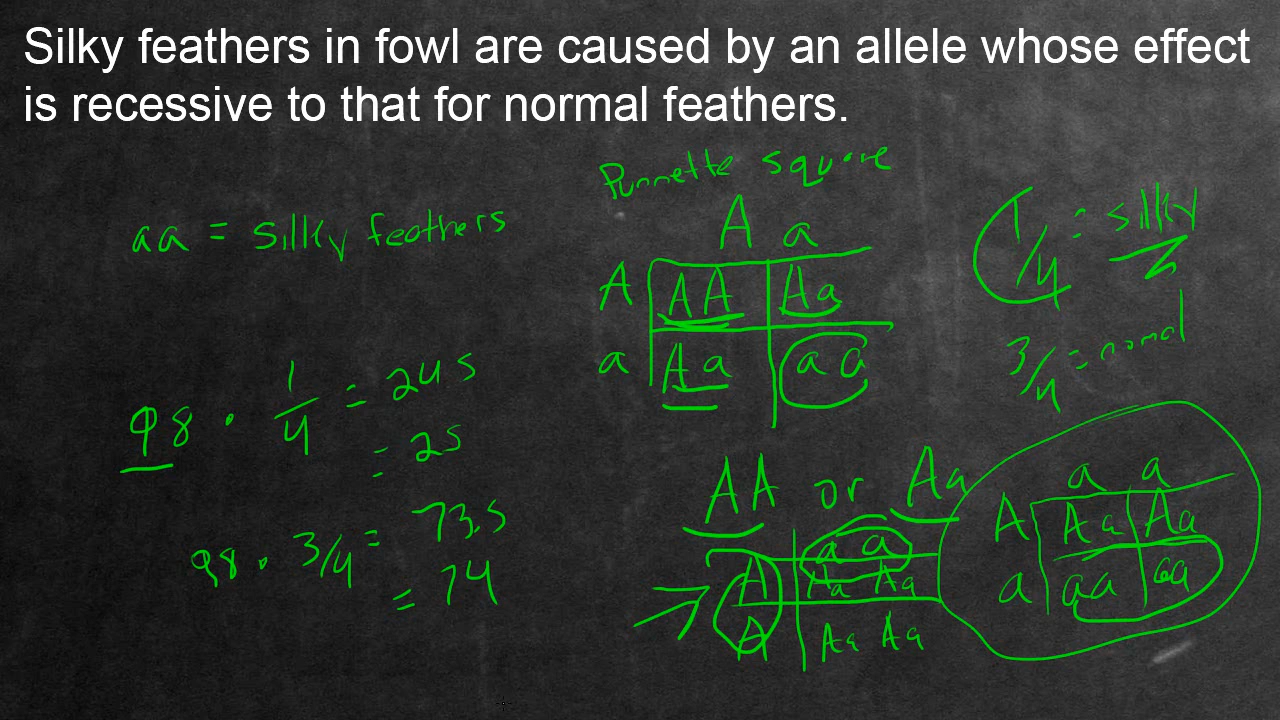 Silky feathers in fowl are caused by an allele whose effect
is recessive to that for normal feathers.
Punnette square
aa = silky feathers
A a
A AA Aa
a Aa aa
1/4 = silky
3/4 = normal
98 · 1/4 = 24.5
= 25
98 · 3/4 = 73.5
= 74
AA or Aa
a a
A Aa Aa
A Aa Aa
a a
A Aa Aa
a aa aa